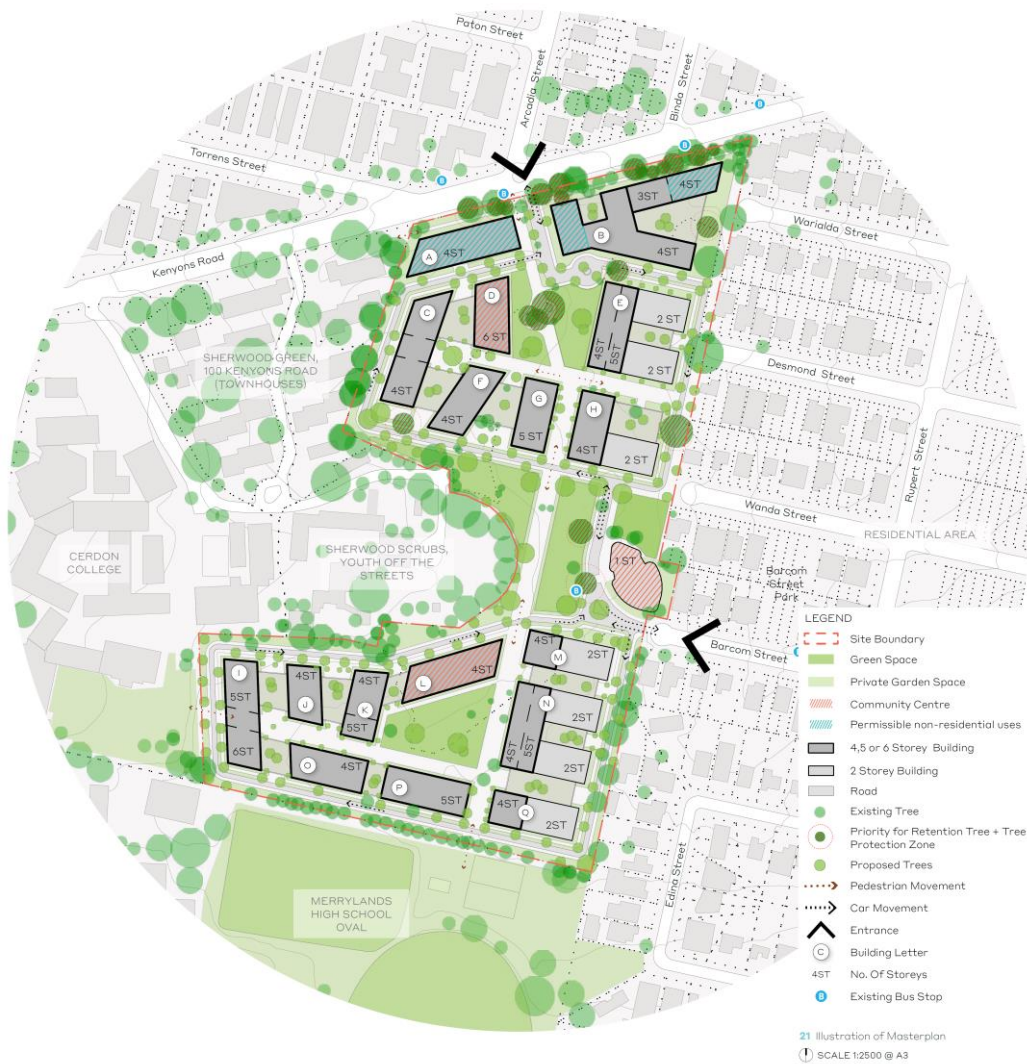 Paton Street
Arcadia Street
Binda Street
B
Torrens Street
B
B
B
Kenyons Road
3ST
4ST
Warialda Street
A
4ST
B
4ST
D
6 ST
C
4ST
E
4ST
5ST
2 ST
2 ST
SHERWOOD GREEN,
100 KENYONS ROAD
(TOWNHOUSES)
Desmond Street
F
4ST
G
5 ST
H
4ST
2 ST
Rupert Street
Wanda Street
RESIDENTIAL AREA
CERDON
COLLEGE
SHERWOOD SCRUBS,
YOUTH OFF THE
STREETS
1 ST
B
Barcom
Street
Park
Barcom Street
B
I
5ST
6ST
4ST
J
4ST
K
5ST
L
4ST
4ST
M
2ST
N
4ST
5ST
2ST
2ST
O
4ST
P
5ST
4ST
Q
2ST
Edina Street
MERRYLANDS
HIGH SCHOOL
OVAL
LEGEND
Site Boundary
Green Space
Private Garden Space
Community Centre
Permissible non-residential uses
4,5 or 6 Storey Building
2 Storey Building
Road
Existing Tree
Priority for Retention Tree + Tree
Protection Zone
Proposed Trees
Pedestrian Movement
Car Movement
Entrance
C Building Letter
4ST No. Of Storeys
B Existing Bus Stop
21 Illustration of Masterplan
SCALE 1:2500 @ A3